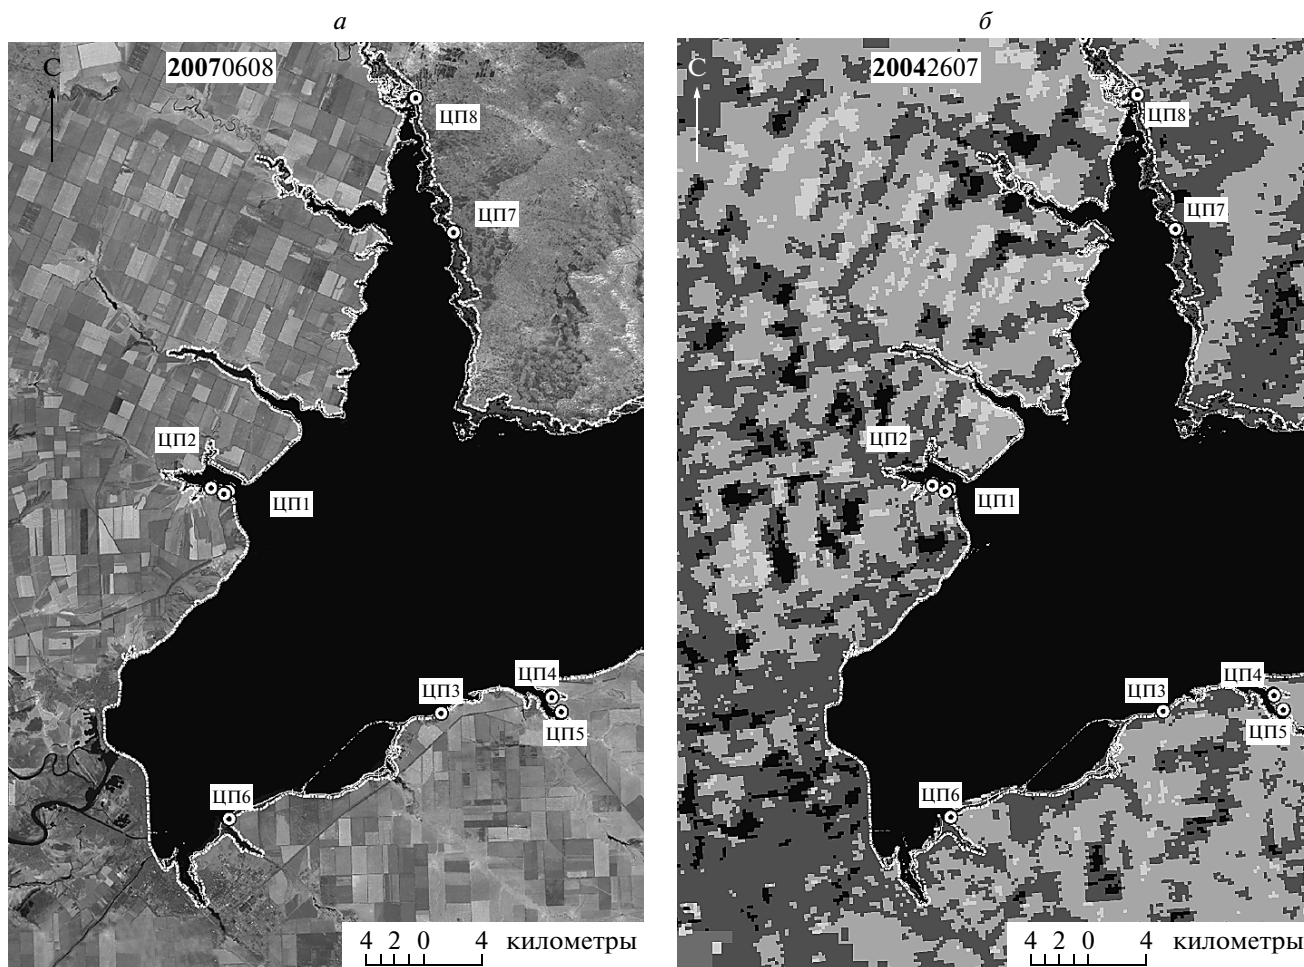 а
С
20070608
ЦП8
ЦП7
ЦП2
ЦП1
ЦП4
ЦП3
ЦП5
ЦП6
4 2 0 4 километры
б
С
20042607
ЦП8
ЦП7
ЦП2
ЦП1
ЦП4
ЦП3
ЦП5
ЦП6
4 2 0 4 километры